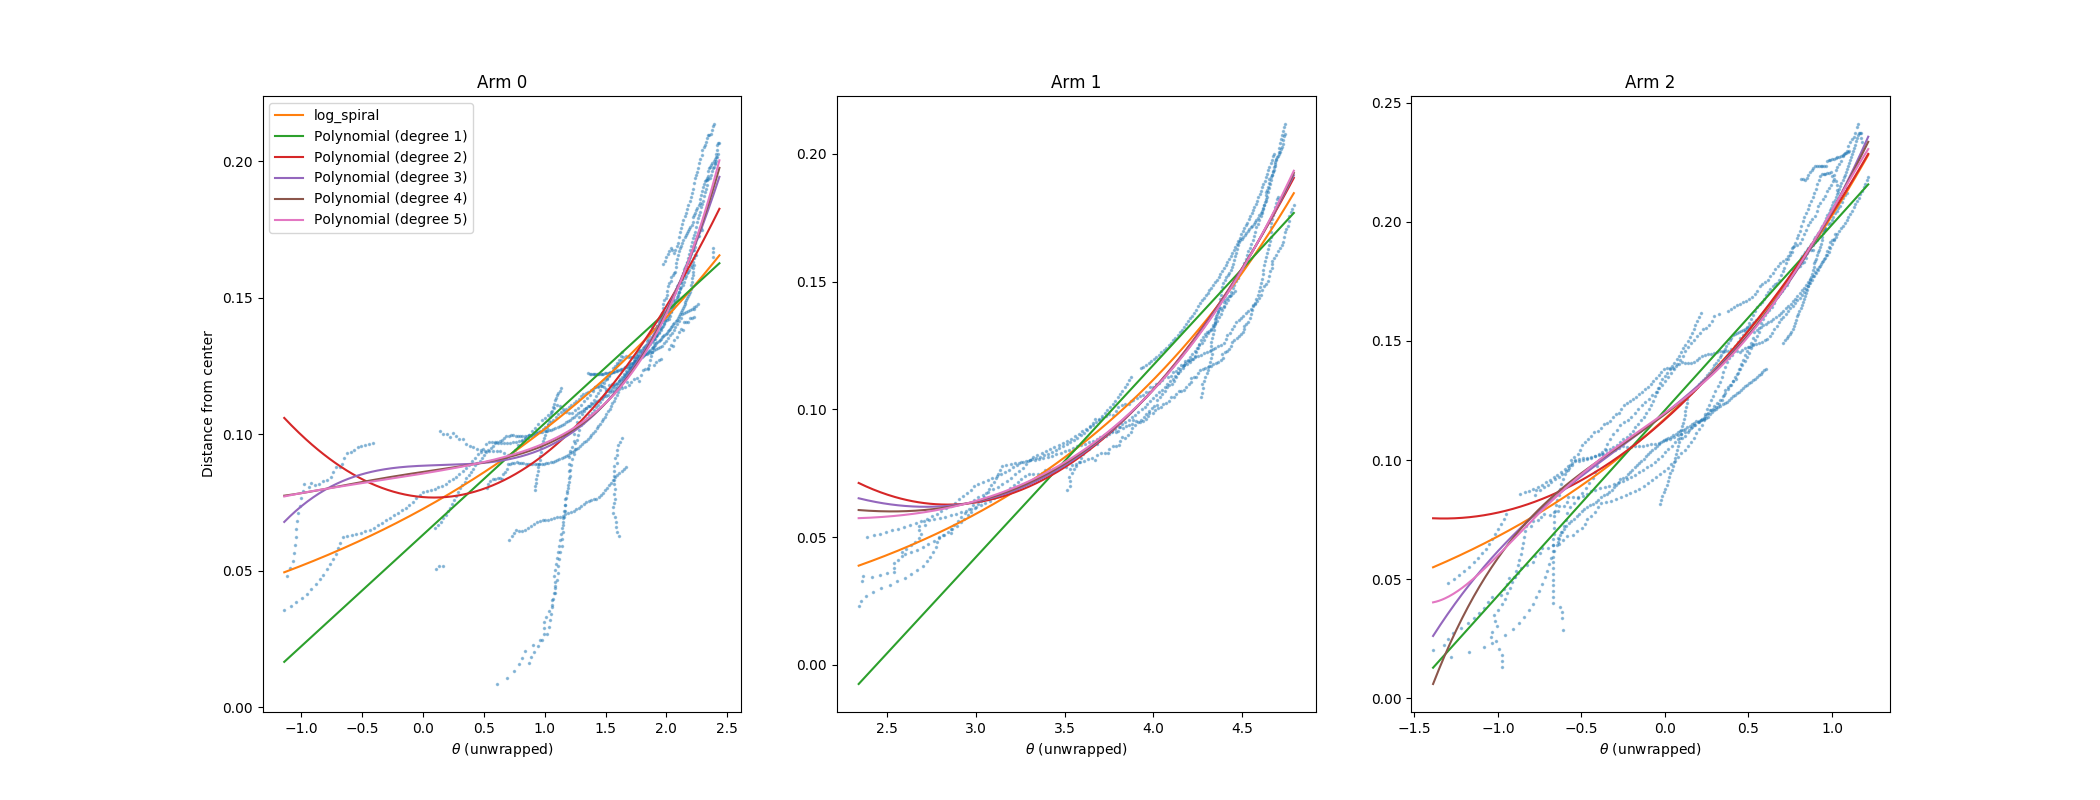 Arm 0
Arm 1
Arm 2
log_spiral
Polynomial (degree 1)
Polynomial (degree 2)
Polynomial (degree 3)
Polynomial (degree 4)
Polynomial (degree 5)
Distance from center
0.20
0.15
0.10
0.05
0.00
−1.0 −0.5 0.0 0.5 1.0 1.5 2.0 2.5
θ (unwrapped)
0.20
0.15
0.10
0.05
0.00
2.5 3.0 3.5 4.0 4.5
θ (unwrapped)
0.25
0.20
0.15
0.10
0.05
0.00
−1.5 −1.0 −0.5 0.0 0.5 1.0
θ (unwrapped)